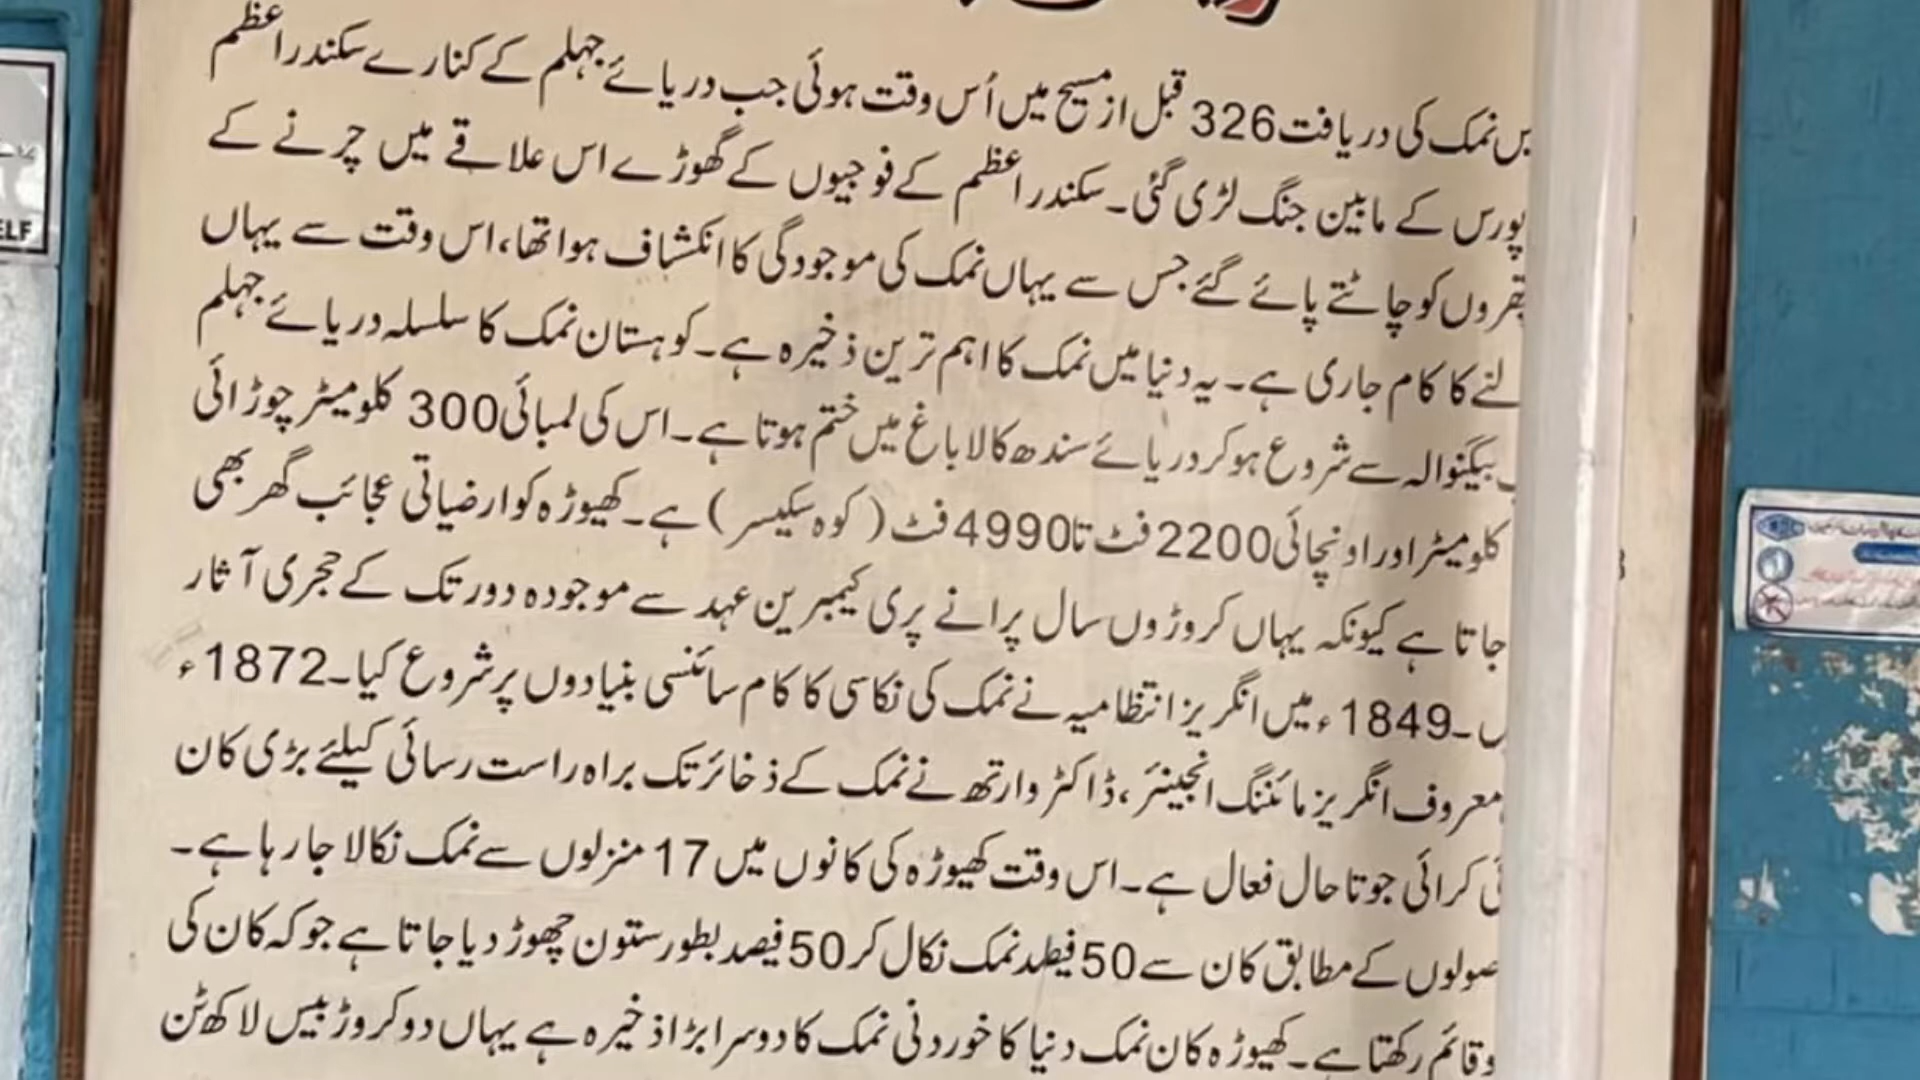 نمک کی دریافت 326 قبل از مسیح میں اُس وقت ہوئی جب دریائے جہلم کے کنارے سکندر اعظم
پورس کے مابین جنگ لڑی گئی۔ سکندر اعظم کے فوجیوں کے گھوڑے اس علاقے میں چرنے کے
کو چاٹتے پائے گئے جس سے یہاں نمک کی موجودگی کا انکشاف ہوا تھا، اس وقت سے یہاں
کا کام جاری ہے۔ یہ دنیا میں نمک کا اہم ترین ذخیرہ ہے۔ کوہستان نمک کا سلسلہ دریائے جہلم
بیگنوالہ سے شروع ہو کر دریائے سندھ کالا باغ میں ختم ہوتا ہے۔ اس کی لمبائی 300 کلومیٹر چوڑائی
کلومیٹر اور اونچائی 2200 فٹ تا 4990 فٹ (کوہ سکیسر) ہے۔ کھیوڑہ کو ارضیاتی عجائب گھر بھی
جاتا ہے کیونکہ یہاں کروڑوں سال پرانے پری کیمبرین عہد سے موجودہ دور تک کے حجری آثار
۔ 1849ء میں انگریز انتظامیہ نے نمک کی نکاسی کا کام سائنسی بنیادوں پر شروع کیا۔ 1872ء
معروف انگریز مائننگ انجینئر، ڈاکٹر وارتھ نے نمک کے ذخائر تک براہ راست رسائی کیلئے بڑی کان
کرائی جو تا حال فعال ہے۔ اس وقت کھیوڑہ کی کانوں میں 17 منزلوں سے نمک نکالا جا رہا ہے۔
صولوں کے مطابق کان سے 50 فیصد نمک نکال کر 50 فیصد بطور ستون چھوڑ دیا جاتا ہے جو کہ کان کی
و قائم رکھتا ہے۔ کھیوڑہ کان نمک دنیا کا خوردنی نمک کا دوسرا بڑا ذخیرہ ہے یہاں دو کروڑ بیس لاکھ ٹن
ELF